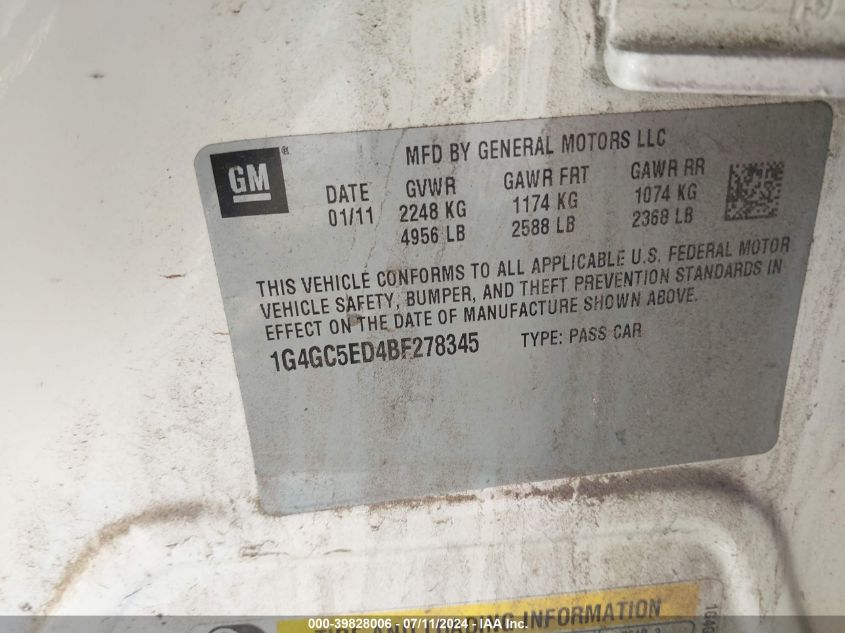 GM ®
MFD BY GENERAL MOTORS LLC
DATE GVWR GAWR FRT GAWR RR
01/11 2248 KG 1174 KG 1074 KG
4956 LB 2588 LB 2368 LB
THIS VEHICLE CONFORMS TO ALL APPLICABLE U.S. FEDERAL MOTOR
VEHICLE SAFETY, BUMPER, AND THEFT PREVENTION STANDARDS IN
EFFECT ON THE DATE OF MANUFACTURE SHOWN ABOVE.
1G4GC5ED4BF278345 TYPE: PASS CAR
TIRE AND LOADING INFORMATION
000-39828006 - 07/11/2024 - IAA Inc.